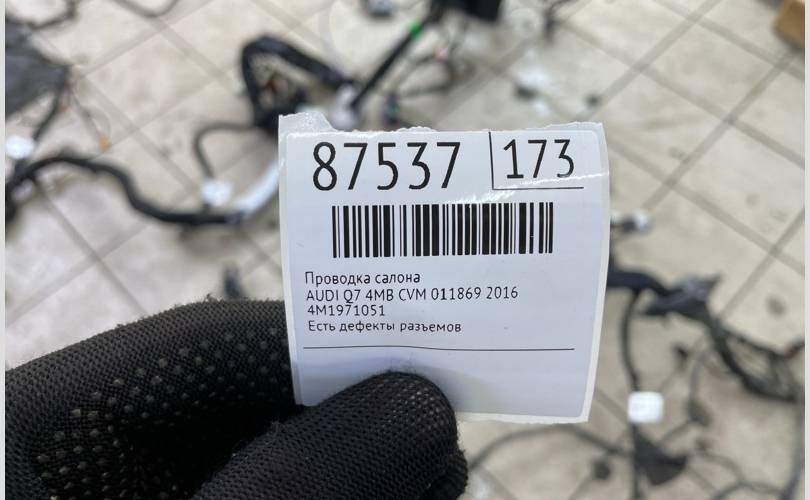 87537 173
Проводка салона
AUDI Q7 4MB CVM 011869 2016
4M1971051
Есть дефекты разъемов